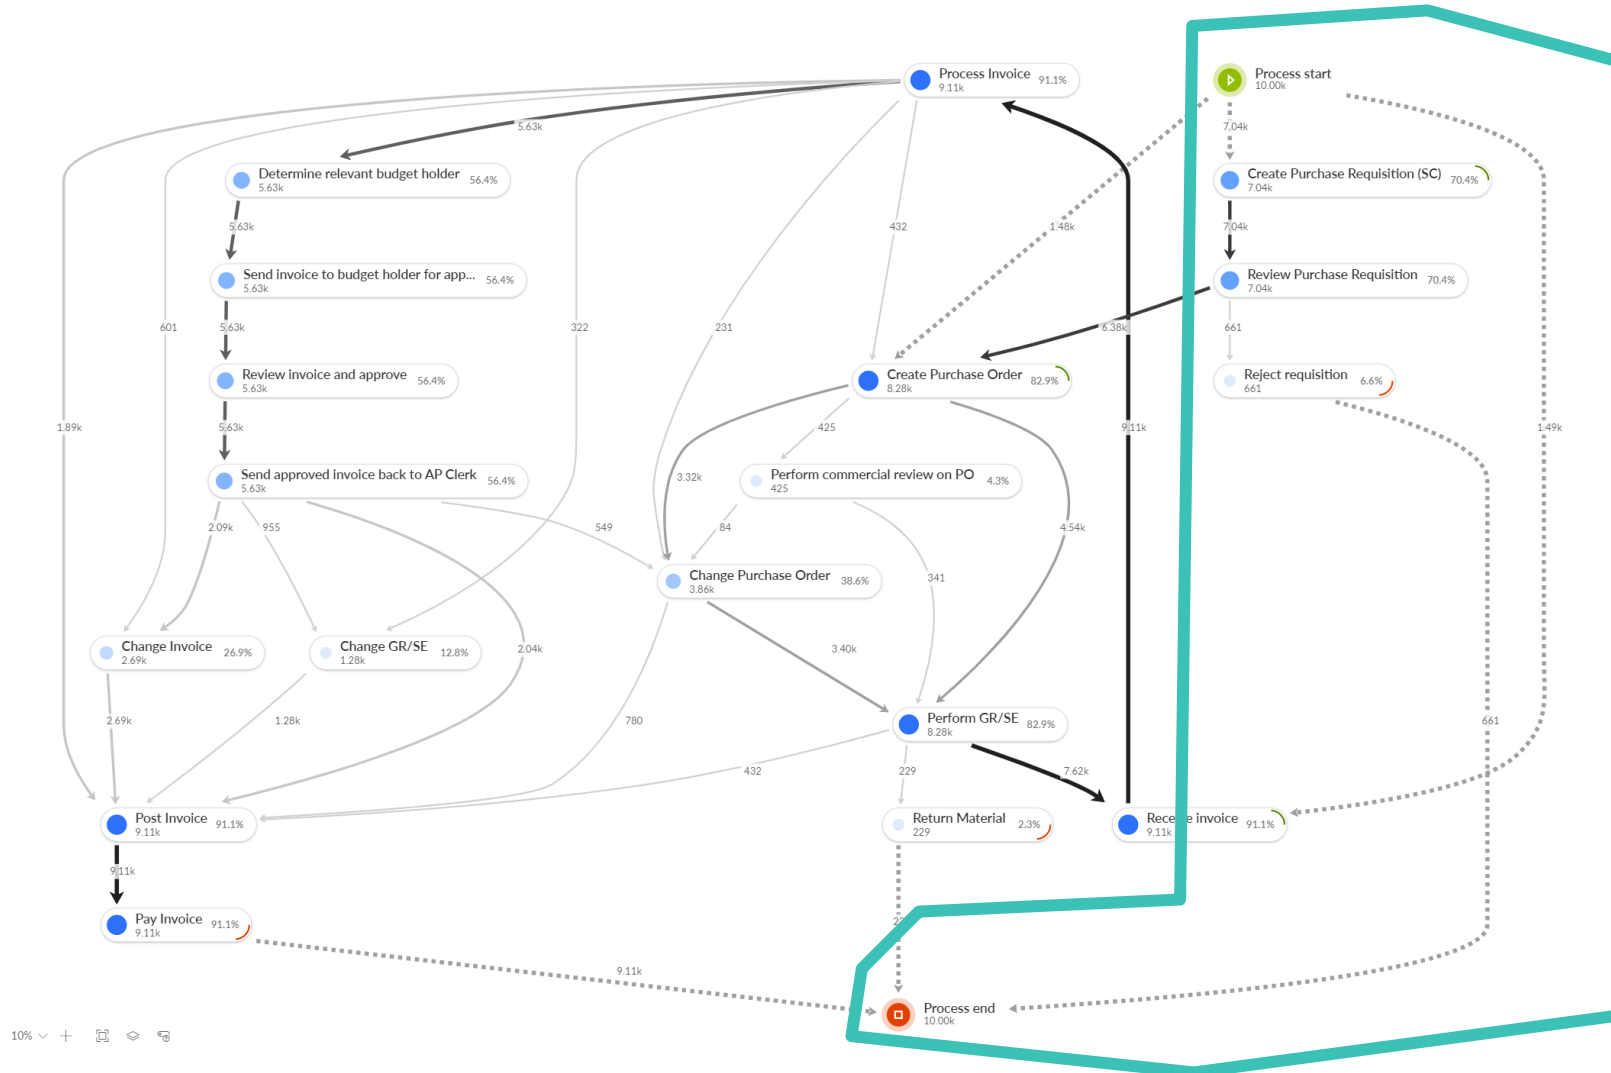 Process Invoice 91.1%
9.11k
Process start
10.00k
5.63k
7.04k
Determine relevant budget holder 56.4%
5.63k
Create Purchase Requisition (SC) 70.4%
7.04k
5.63k
432
1.48k
7.04k
Send invoice to budget holder for app... 56.4%
5.63k
Review Purchase Requisition 70.4%
7.04k
601
5.63k
322
231
6.38k
661
Review invoice and approve 56.4%
5.63k
Create Purchase Order 82.9%
8.28k
Reject requisition 6.6%
661
1.89k
5.63k
425
9.11k
1.49k
Send approved invoice back to AP Clerk 56.4%
5.63k
3.32k
Perform commercial review on PO 4.3%
425
2.09k
955
549
84
4.54k
Change Purchase Order 38.6%
3.86k
341
Change Invoice 26.9%
2.69k
Change GR/SE 12.8%
1.28k
2.04k
3.40k
2.69k
1.28k
780
Perform GR/SE 82.9%
8.28k
661
432
229
7.62k
Post Invoice 91.1%
9.11k
Return Material 2.3%
229
invoice 91.1%
9.11k
9.11k
Pay Invoice 91.1%
9.11k
9.11k
Process end
10.00k
10%